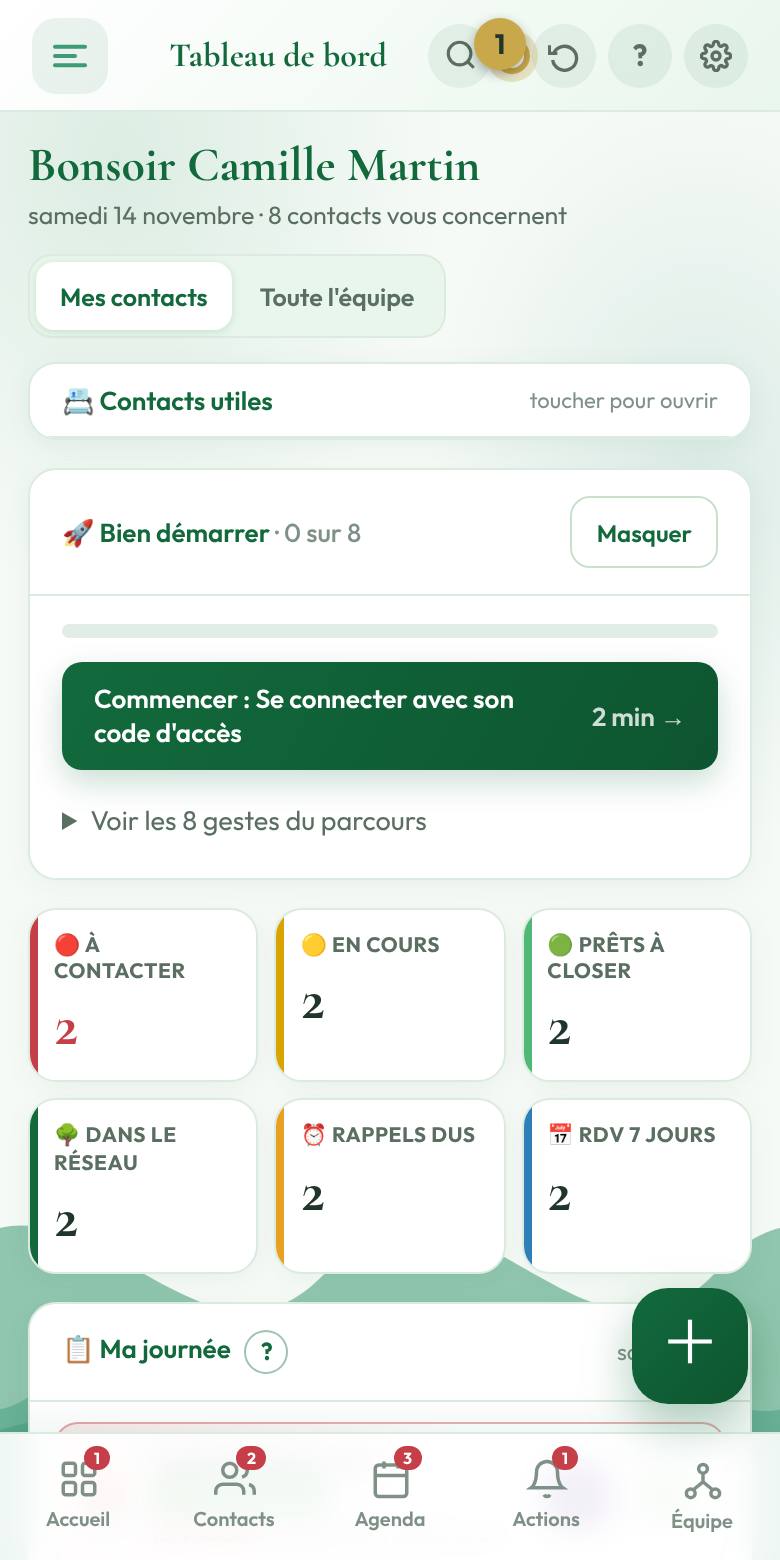 Tableau de bord
1
?
Bonsoir Camille Martin
samedi 14 novembre · 8 contacts vous concernent
Mes contacts
Toute l'équipe
Contacts utiles
toucher pour ouvrir
Bien démarrer · 0 sur 8
Masquer
Commencer : Se connecter avec son
code d'accès
2 min →
Voir les 8 gestes du parcours
À
CONTACTER
2
EN COURS
2
PRÊTS À
CLOSER
2
DANS LE
RÉSEAU
2
RAPPELS DUS
2
RDV 7 JOURS
2
Ma journée
?
1
2
3
1
Accueil
Contacts
Agenda
Actions
Équipe